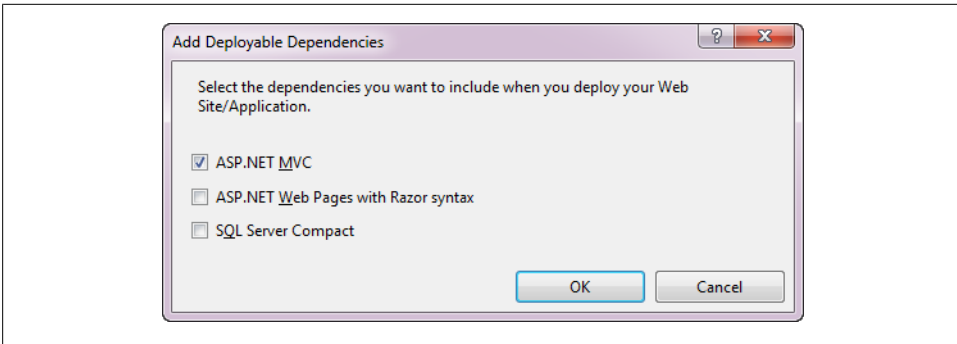 Add Deployable Dependencies
Select the dependencies you want to include when you deploy your Web
Site/Application.
ASP.NET MVC
ASP.NET Web Pages with Razor syntax
SQL Server Compact
OK
Cancel